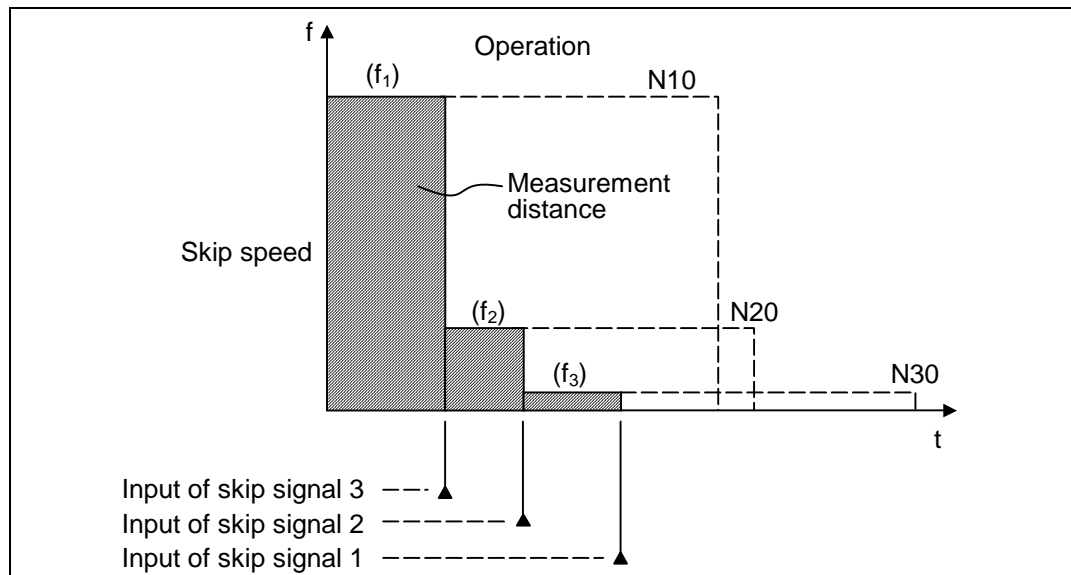 f
Operation
(f₁)
N10
Measurement
distance
Skip speed
(f₂)
N20
(f₃)
N30
t
Input of skip signal 3
Input of skip signal 2
Input of skip signal 1